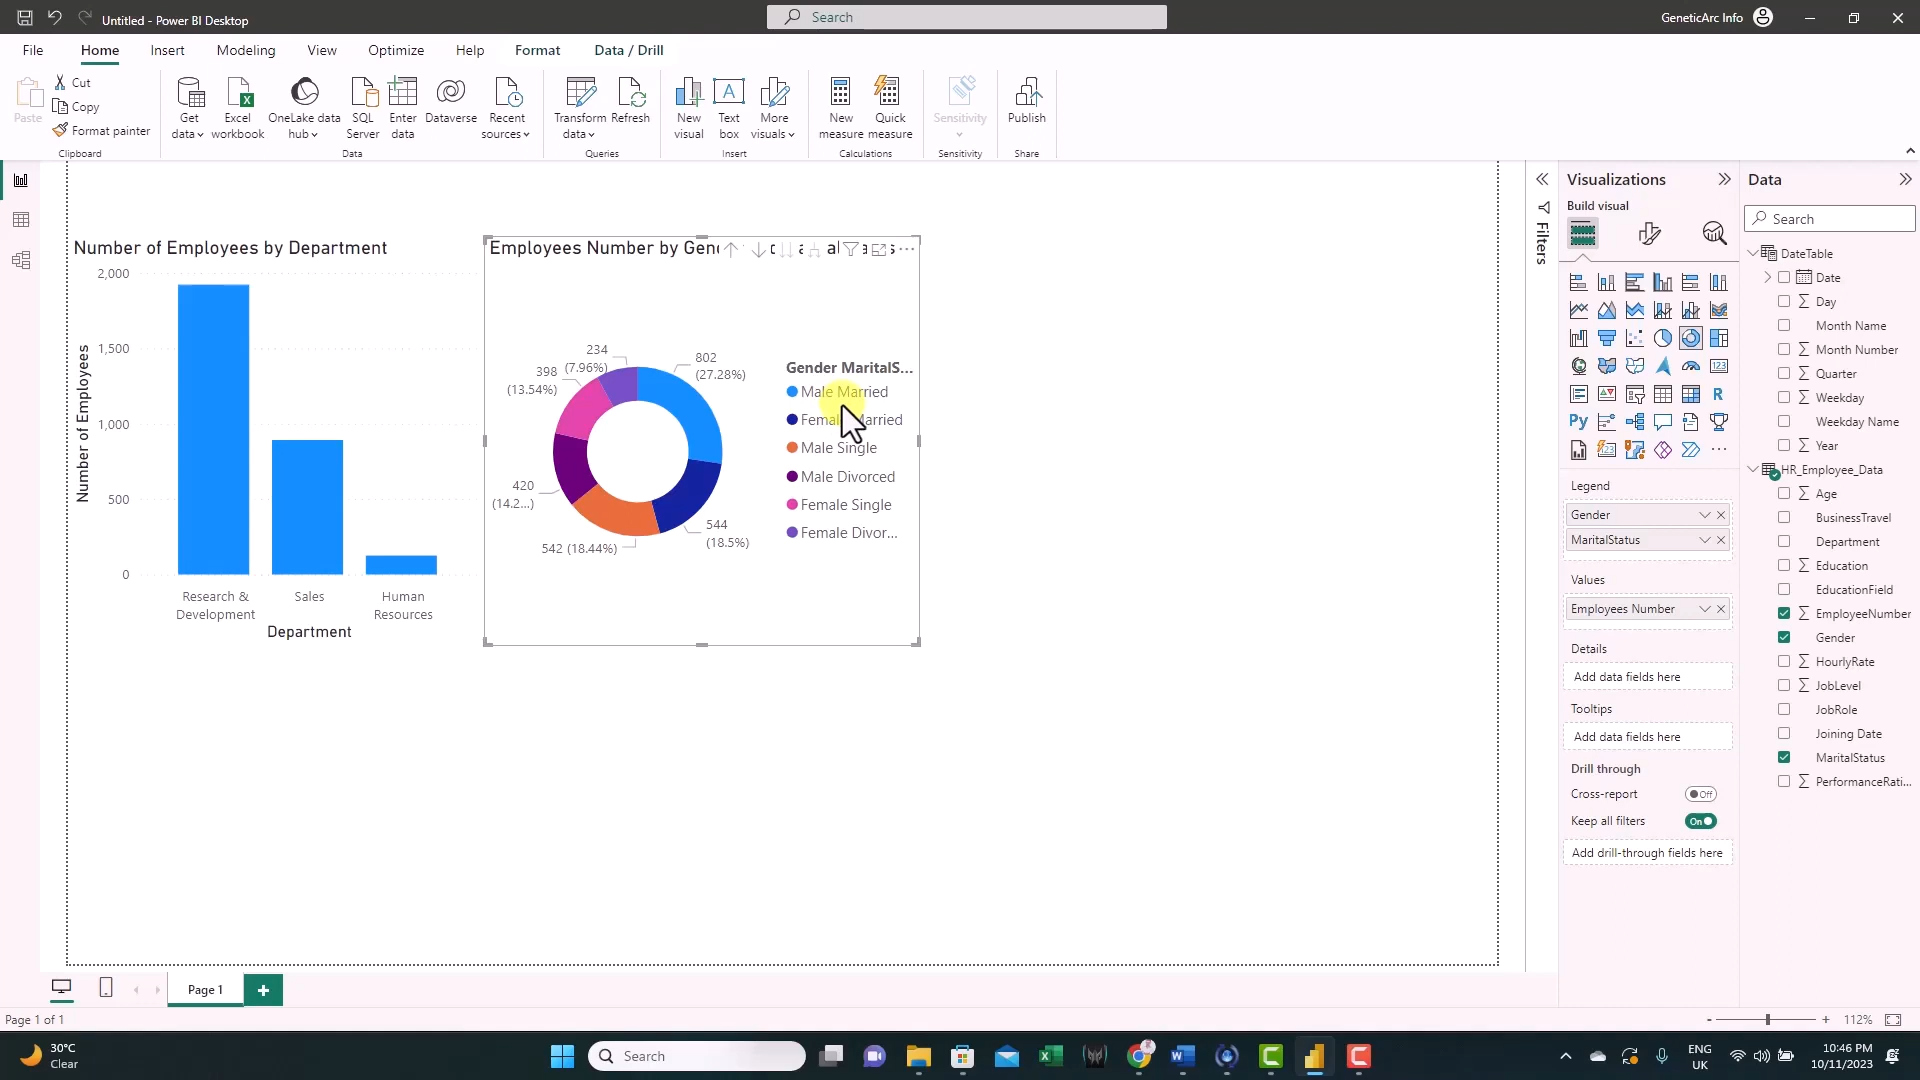 Untitled - Power BI Desktop
Search
GeneticArc Info
File
Home
Insert
Modeling
View
Optimize
Help
Format
Data / Drill
Paste
Cut
Copy
Format painter
Clipboard
Get data
Excel workbook
OneLake data hub
SQL Server
Enter data
Dataverse
Recent sources
Data
Transform data
Refresh
Queries
New visual
Text box
More visuals
Insert
New measure
Quick measure
Calculations
Sensitivity
Sensitivity
Publish
Share
Number of Employees by Department
2,000
1,500
1,000
500
0
Number of Employees
Research & Development
Sales
Human Resources
Department
Employees Number by Gen
234
(7.96%)
802
(27.28%)
398
(13.54%)
420
(14.2...)
542 (18.44%)
544
(18.5%)
Gender MaritalS...
Male Married
Female Married
Male Single
Male Divorced
Female Single
Female Divor...
Filters
Visualizations
Build visual
R
Py
123
Legend
Gender
MaritalStatus
Values
Employees Number
Details
Add data fields here
Tooltips
Add data fields here
Drill through
Cross-report
Off
Keep all filters
On
Add drill-through fields here
Data
Search
DateTable
Date
Day
Month Name
Month Number
Quarter
Weekday
Weekday Name
Year
HR_Employee_Data
Age
BusinessTravel
Department
Education
EducationField
EmployeeNumber
Gender
HourlyRate
JobLevel
JobRole
Joining Date
MaritalStatus
PerformanceRati...
Page 1
Page 1 of 1
- + 112%
30°C
Clear
Search
ENG
UK
10:46 PM
10/11/2023